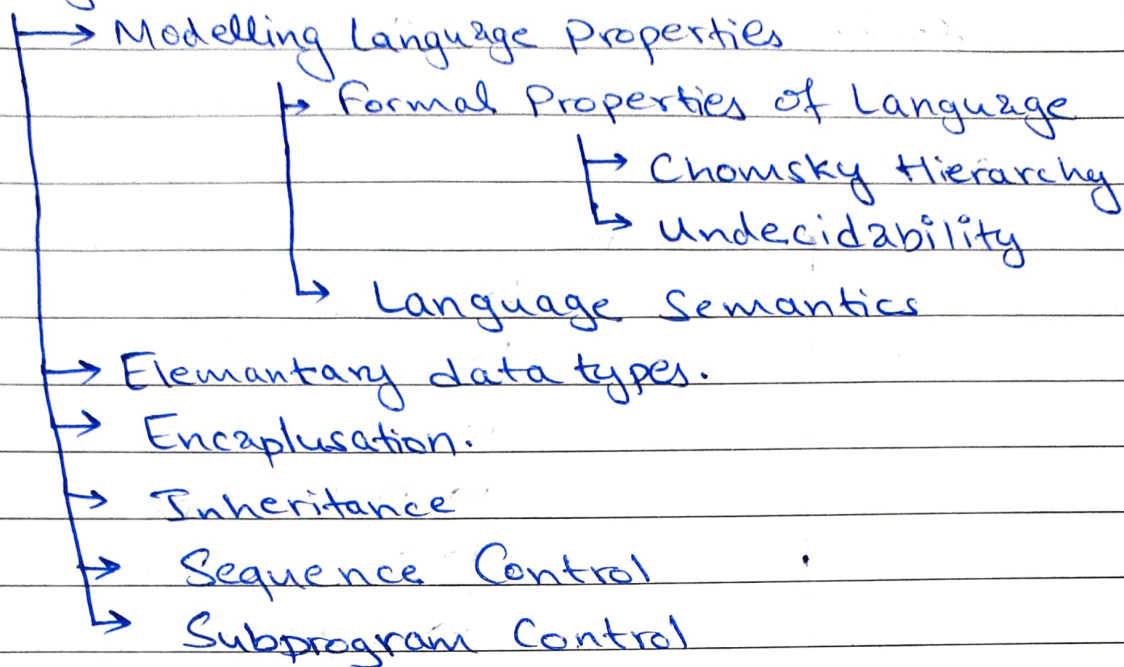 Modelling Language Properties
Formal Properties of Language
Chomsky Hierarchy
Undecidability
Language Semantics
Elemantary data types.
Encaplusation.
Inheritance
Sequence Control
Subprogram Control